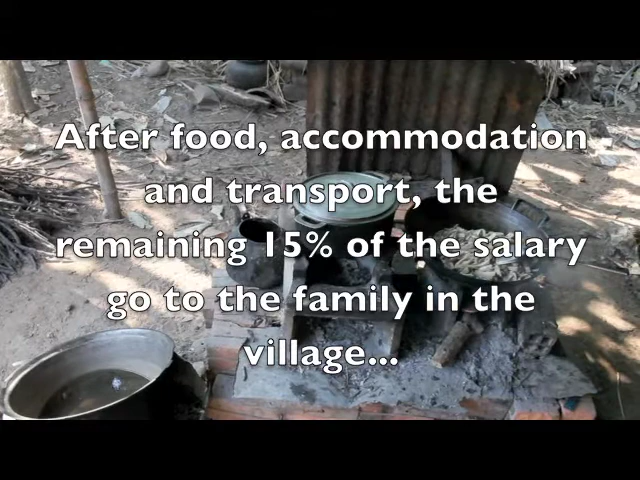 After food, accommodation
and transport, the
remaining 15% of the salary
go to the family in the
village...